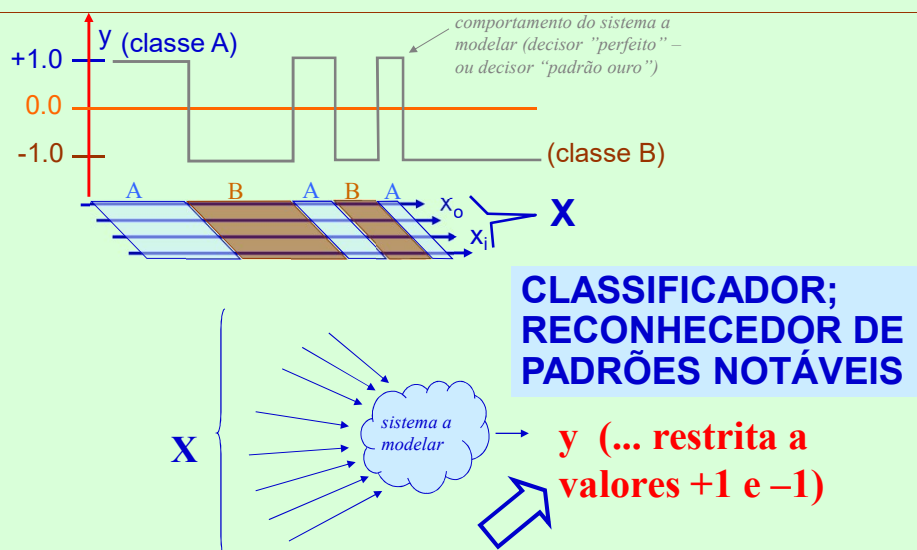 comportamento do sistema a
modelar (decisor ”perfeito” –
ou decisor “padrão ouro”)
y (classe A)
+1.0
0.0
-1.0
(classe B)
A B A B A
xo
xi
X
CLASSIFICADOR;
RECONHECEDOR DE
PADRÕES NOTÁVEIS
sistema a
modelar
X
y (... restrita a
valores +1 e –1)